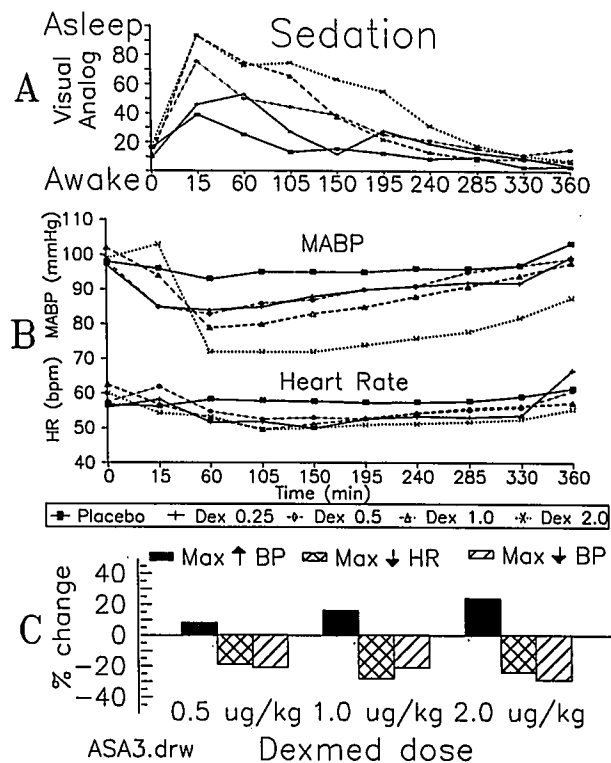 Asleep Sedation
A
Visual
Analog
80
60
40
20
Awake
0 15 60 105 150 195 240 285 330 360
B
MABP (mmHg)
HR (bpm)
110
100
90
80
70
60
50
40
MABP
Heart Rate
0 15 60 105 150 195 240 285 330 360
Time (min)
Placebo Dex 0.25 Dex 0.5 Dex 1.0 Dex 2.0
C
% change
40
20
0
-20
-40
Max ↑ BP Max ↓ HR Max ↓ BP
0.5 ug/kg 1.0 ug/kg 2.0 ug/kg
ASA3.drw Dexmed dose